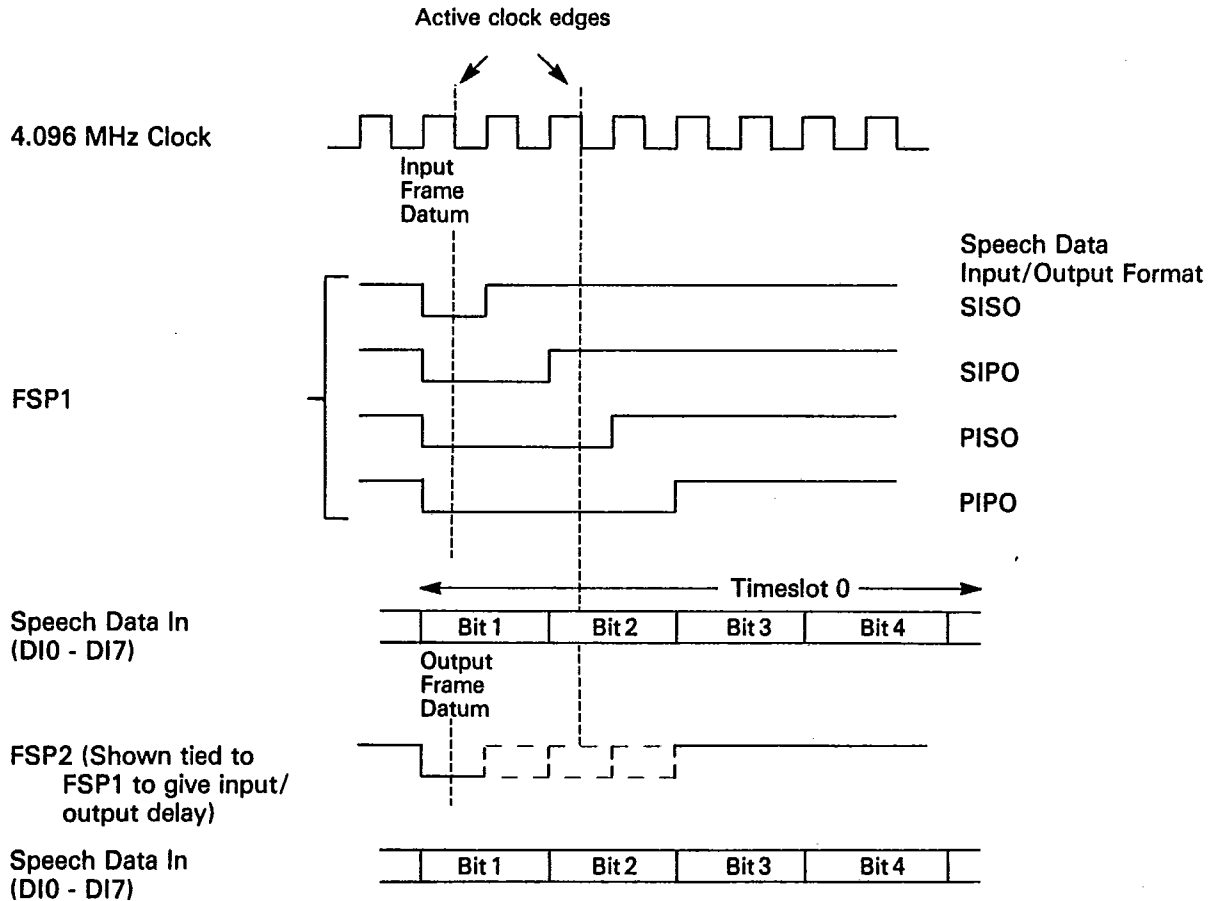 Active clock edges
4.096 MHz Clock
Input
Frame
Datum
Speech Data
Input/Output Format
SISO
SIPO
FSP1
PISO
PIPO
Timeslot 0
Speech Data In
(DI0 - DI7)
Bit 1 Bit 2 Bit 3 Bit 4
Output
Frame
Datum
FSP2 (Shown tied to
FSP1 to give input/
output delay)
Speech Data In
(DI0 - DI7)
Bit 1 Bit 2 Bit 3 Bit 4